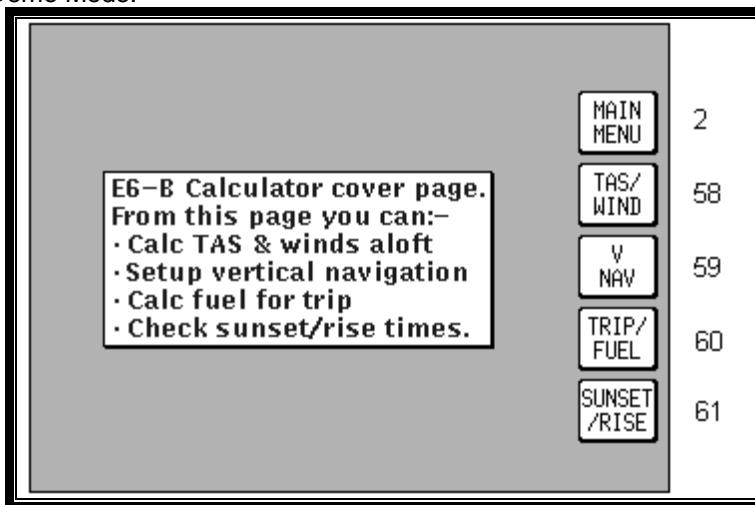 E6-B Calculator cover page.
From this page you can:-
· Calc TAS & winds aloft
· Setup vertical navigation
· Calc fuel for trip
· Check sunset/rise times.
MAIN
MENU
2
TAS/
WIND
58
V
NAV
59
TRIP/
FUEL
60
SUNSET
/RISE
61